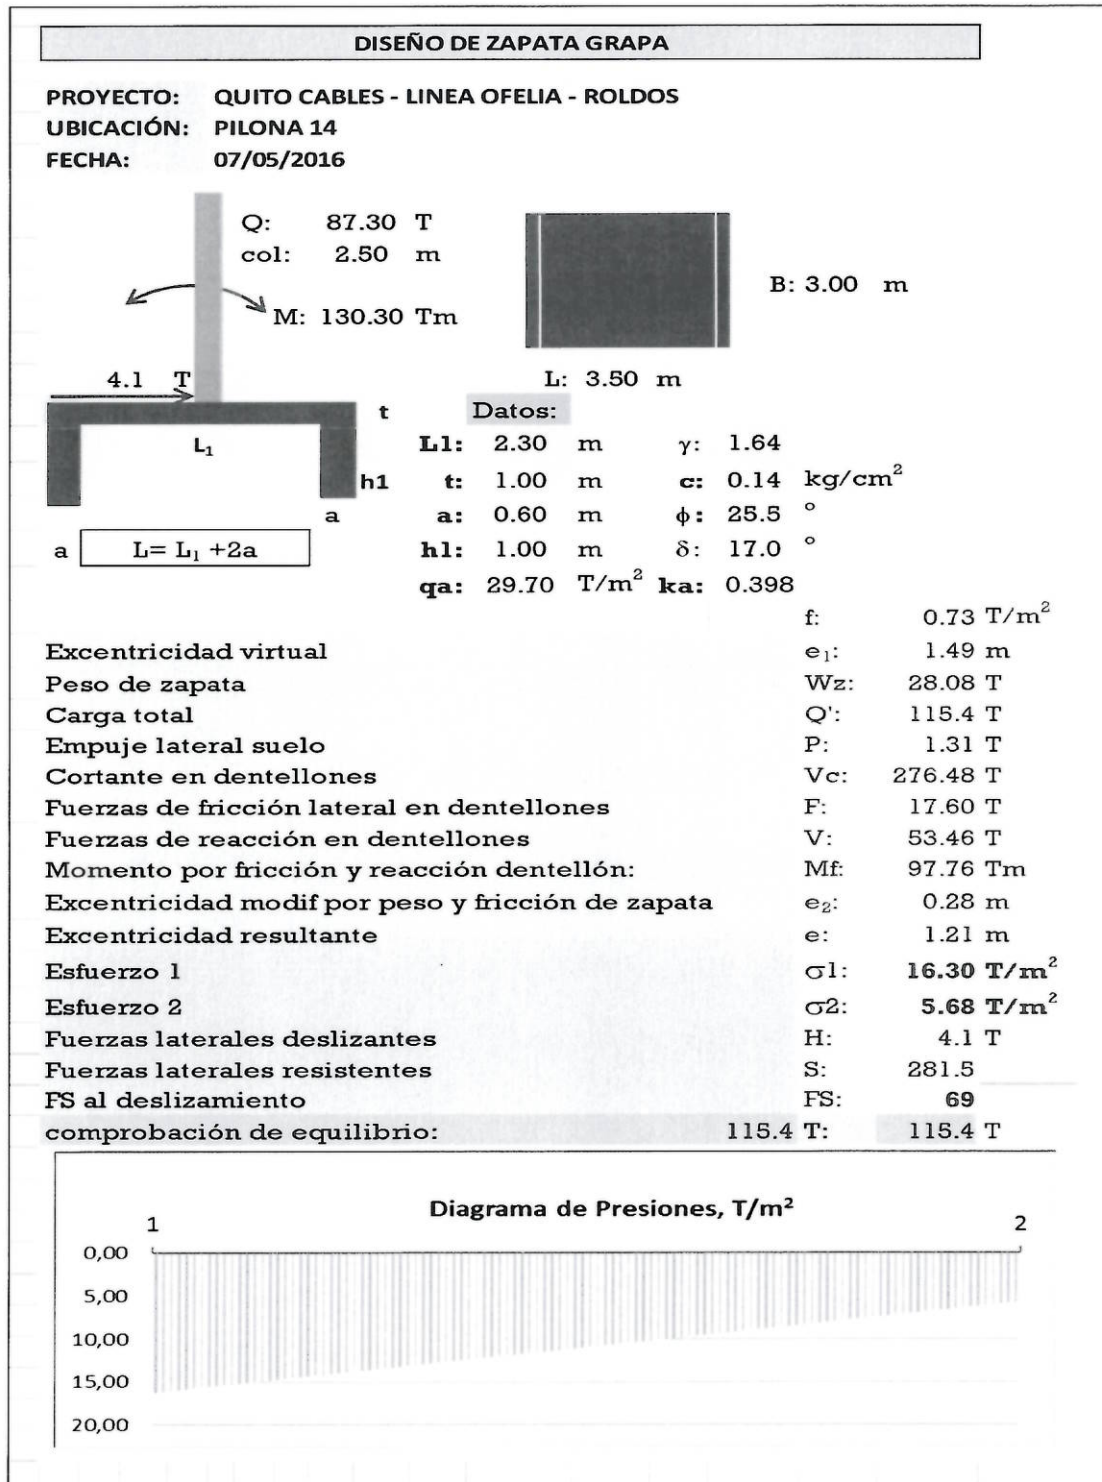 DISEÑO DE ZAPATA GRAPA
PROYECTO: QUITO CABLES - LINEA OFELIA - ROLDOS
UBICACIÓN: PILONA 14
FECHA: 07/05/2016
Q: 87.30 T
col: 2.50 m
M: 130.30 Tm
B: 3.00 m
4.1 T
L: 3.50 m
t
Datos:
L₁
L1: 2.30 m γ: 1.64
h1
t: 1.00 m c: 0.14 kg/cm²
a
a: 0.60 m ϕ: 25.5 °
a
L= L₁ +2a
h1: 1.00 m δ: 17.0 °
qa: 29.70 T/m² ka: 0.398
f: 0.73 T/m²
Excentricidad virtual e₁: 1.49 m
Peso de zapata Wz: 28.08 T
Carga total Q': 115.4 T
Empuje lateral suelo P: 1.31 T
Cortante en dentellones Vc: 276.48 T
Fuerzas de fricción lateral en dentellones F: 17.60 T
Fuerzas de reacción en dentellones V: 53.46 T
Momento por fricción y reacción dentellón: Mf: 97.76 Tm
Excentricidad modif por peso y fricción de zapata e₂: 0.28 m
Excentricidad resultante e: 1.21 m
Esfuerzo 1 σ1: 16.30 T/m²
Esfuerzo 2 σ2: 5.68 T/m²
Fuerzas laterales deslizantes H: 4.1 T
Fuerzas laterales resistentes S: 281.5
FS al deslizamiento FS: 69
comprobación de equilibrio: 115.4 T: 115.4 T
Diagrama de Presiones, T/m²
1 2
0,00
5,00
10,00
15,00
20,00